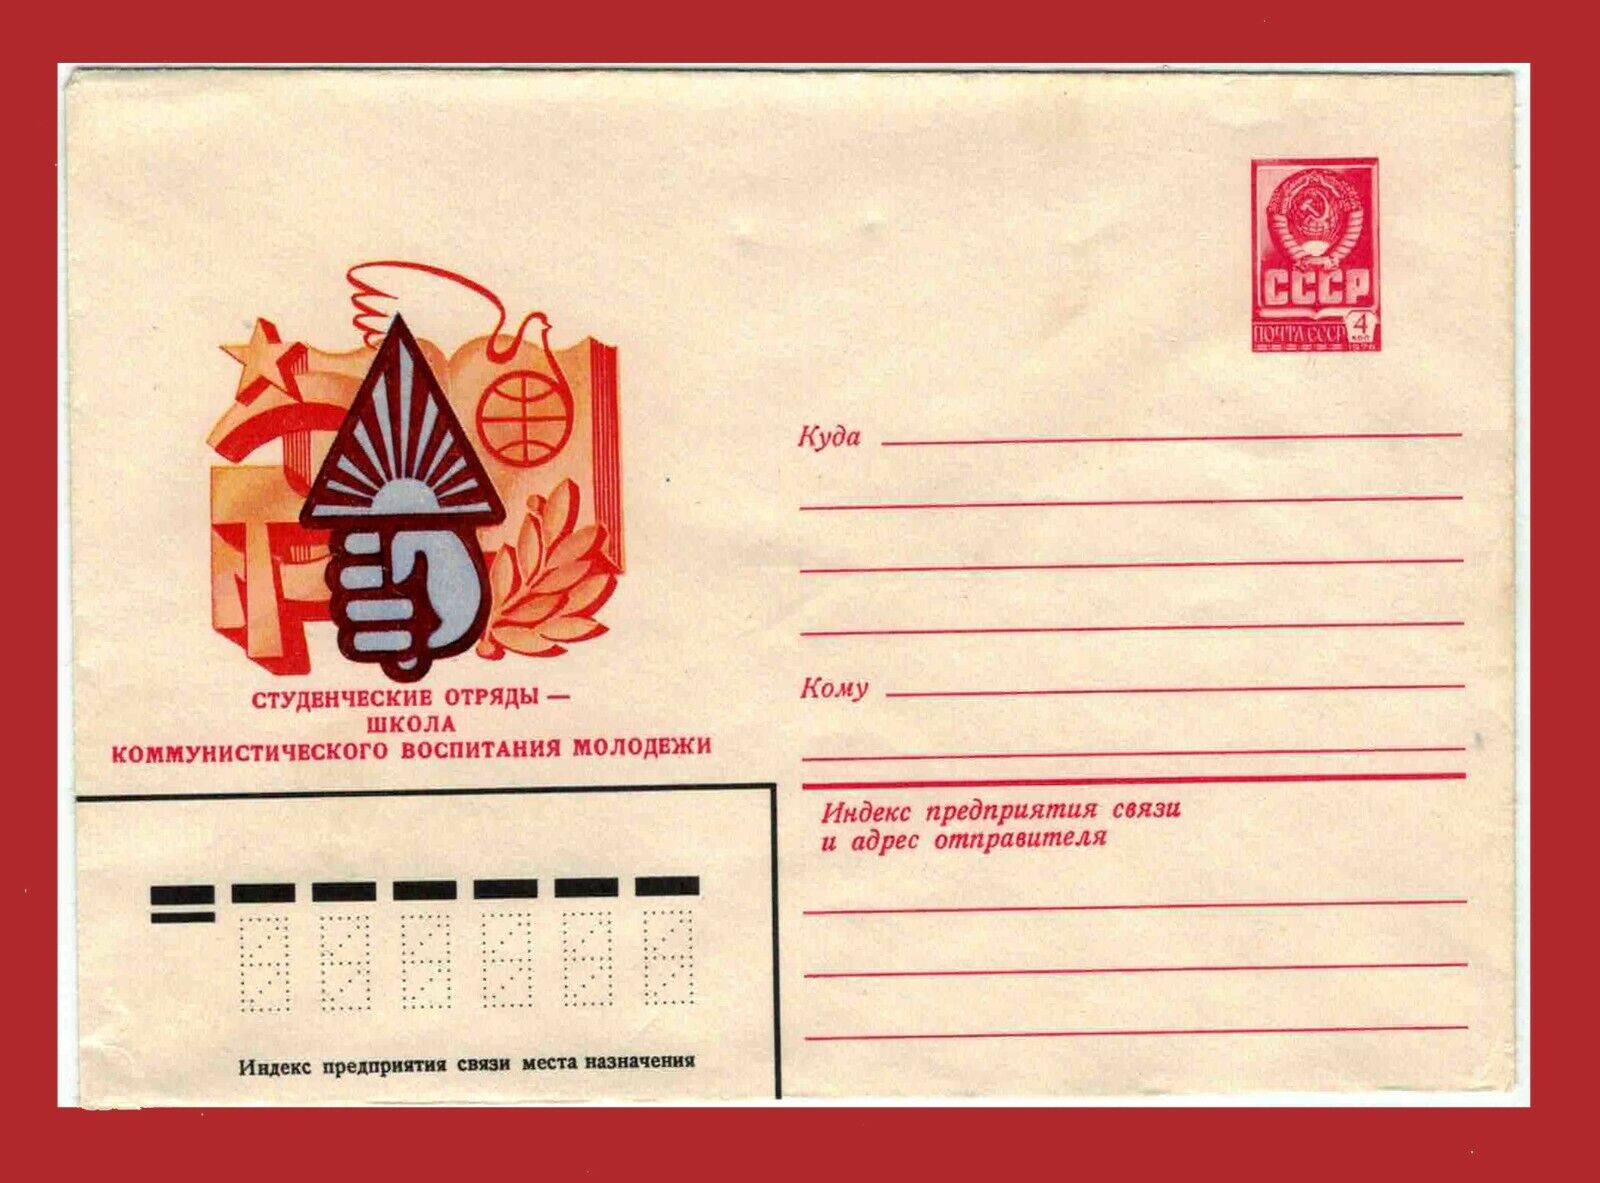 СССР
ПОЧТА СССР 4 коп
1976
Куда
СТУДЕНЧЕСКИЕ ОТРЯДЫ —
ШКОЛА
КОММУНИСТИЧЕСКОГО ВОСПИТАНИЯ МОЛОДЕЖИ
Кому
Индекс предприятия связи
и адрес отправителя
Индекс предприятия связи места назначения